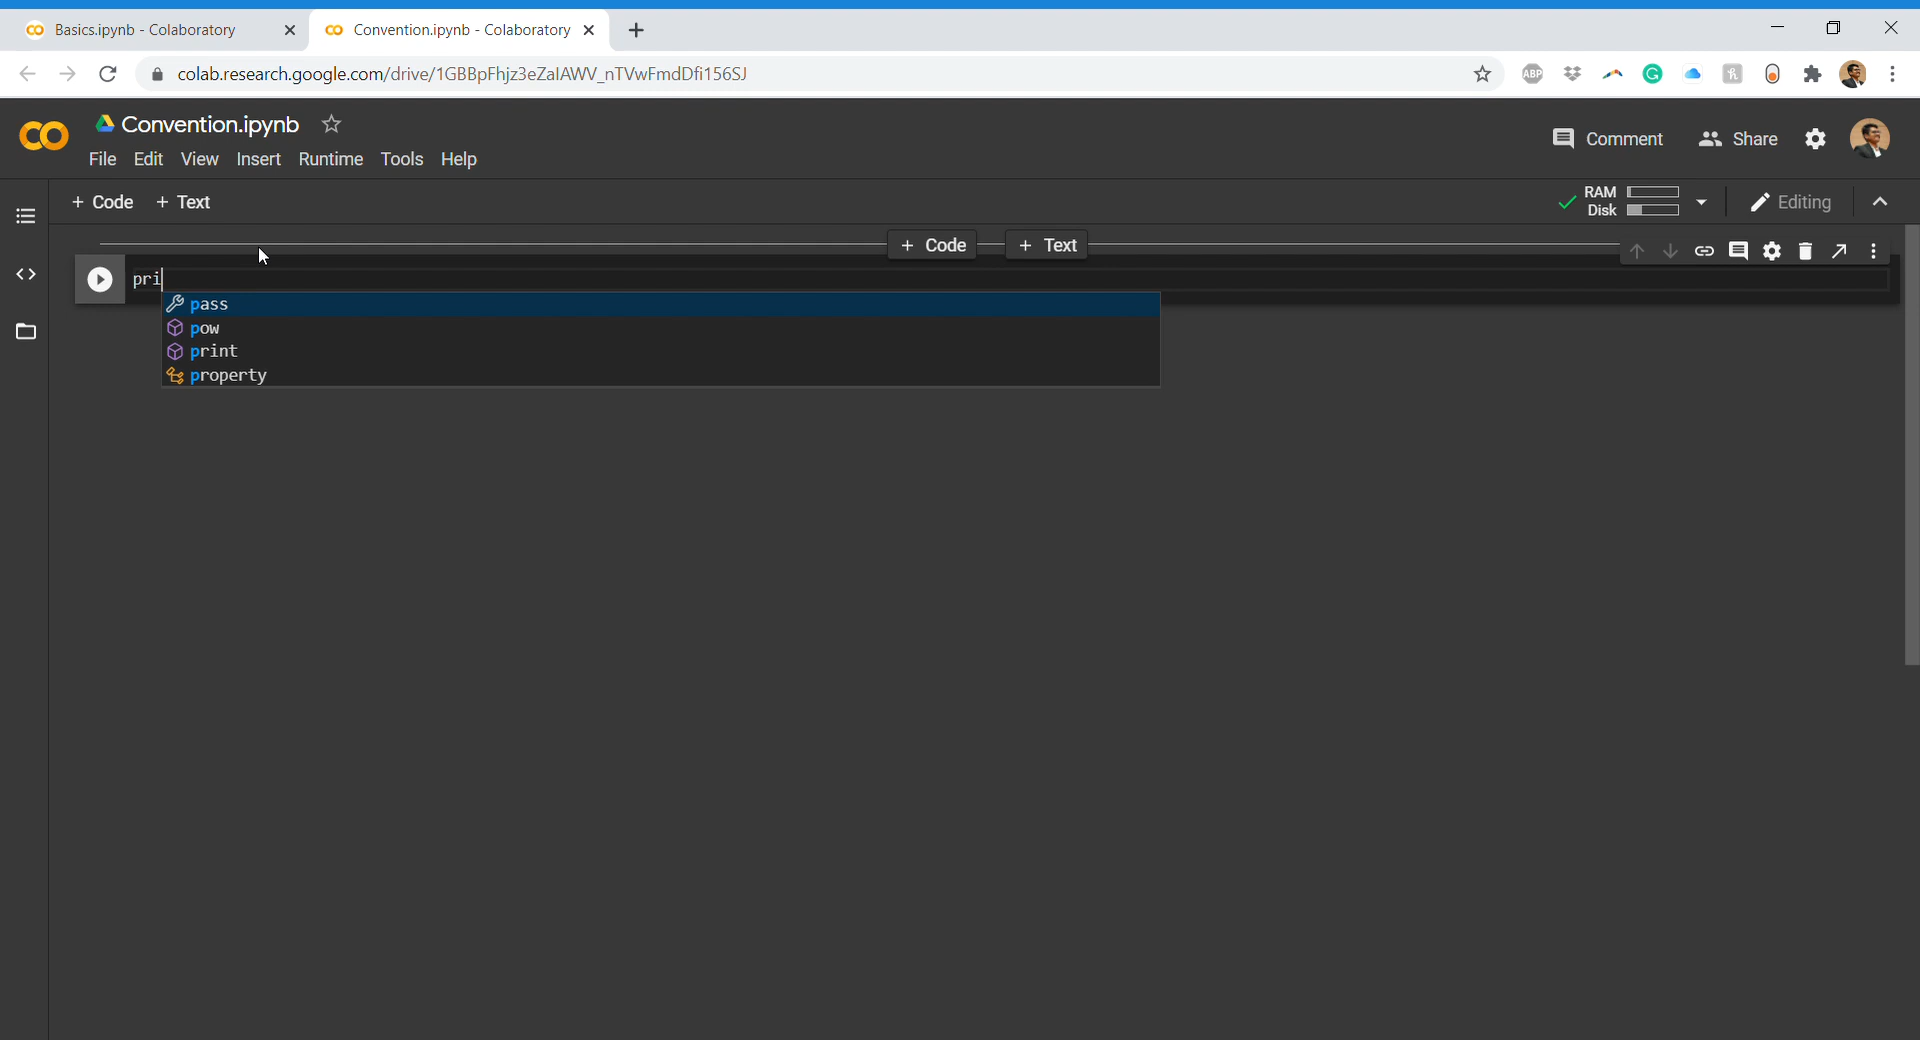 Basics.ipynb - Colaboratory
Convention.ipynb - Colaboratory
colab.research.google.com/drive/1GBBpFhjz3eZalAWV_nTVwFmdDfi156SJ
ABP
Convention.ipynb
File Edit View Insert Runtime Tools Help
Comment Share
+ Code + Text
RAM
Disk
Editing
+ Code + Text
pri
pass
pow
print
property